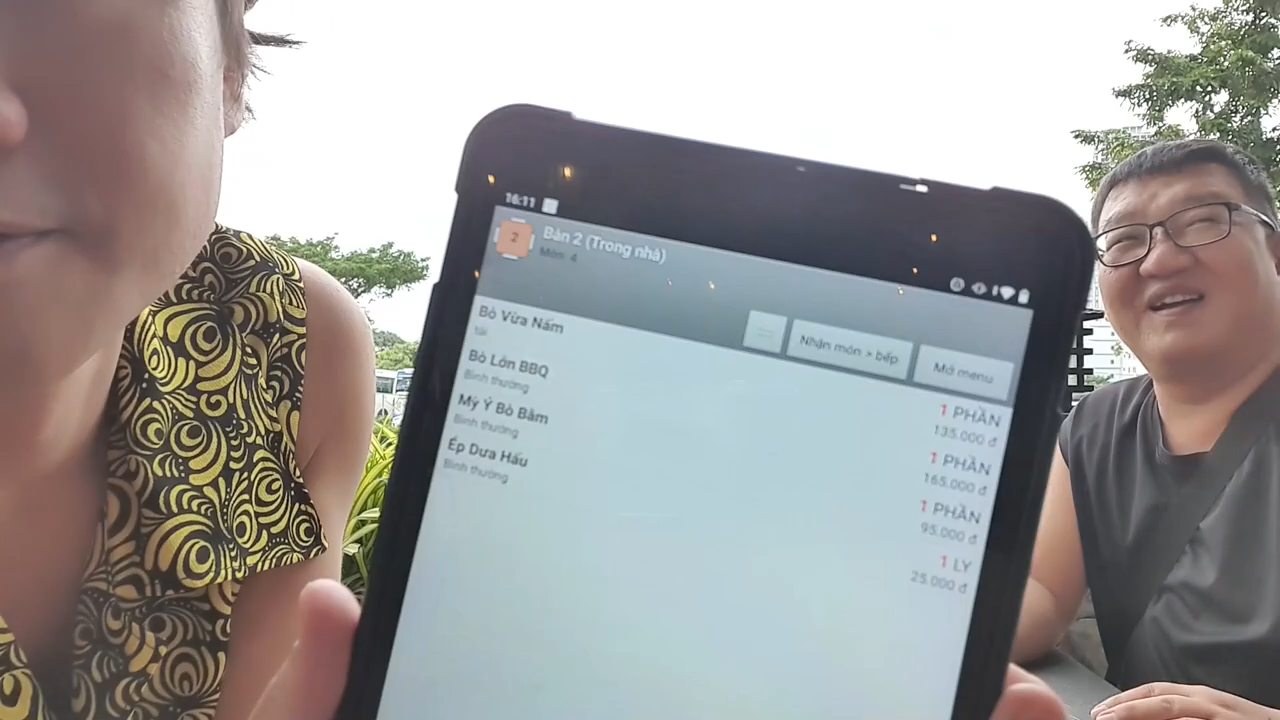 16:11
2
Bàn 2 (Trong nhà)
Món: 4
Nhận món > bếp
Mở menu
Bò Vừa Nấm
tái
1 PHẦN
135.000 đ
Bò Lớn BBQ
Bình thường
1 PHẦN
165.000 đ
Mỳ Ý Bò Bằm
Bình thường
1 PHẦN
95.000 đ
Ép Dưa Hấu
Bình thường
1 LY
25.000 đ